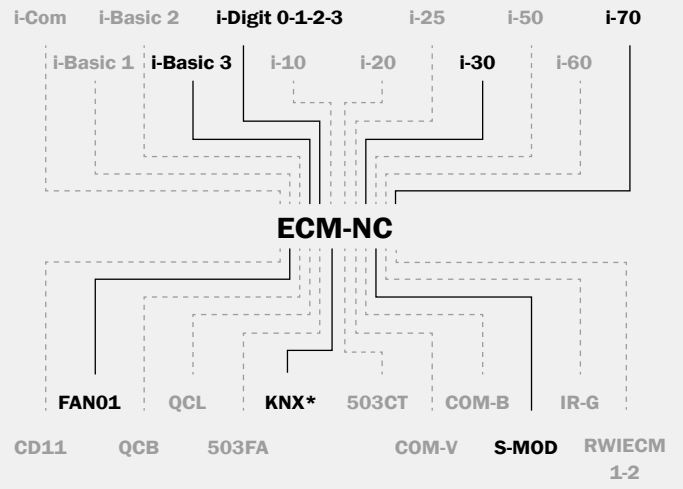 i-Com i-Basic 2 i-Digit 0-1-2-3 i-25 i-50 i-70
i-Basic 1 i-Basic 3 i-10 i-20 i-30 i-60
ECM-NC
FAN01 QCL KNX* 503CT COM-B IR-G
CD11 QCB 503FA COM-V S-MOD RWIECM
1-2